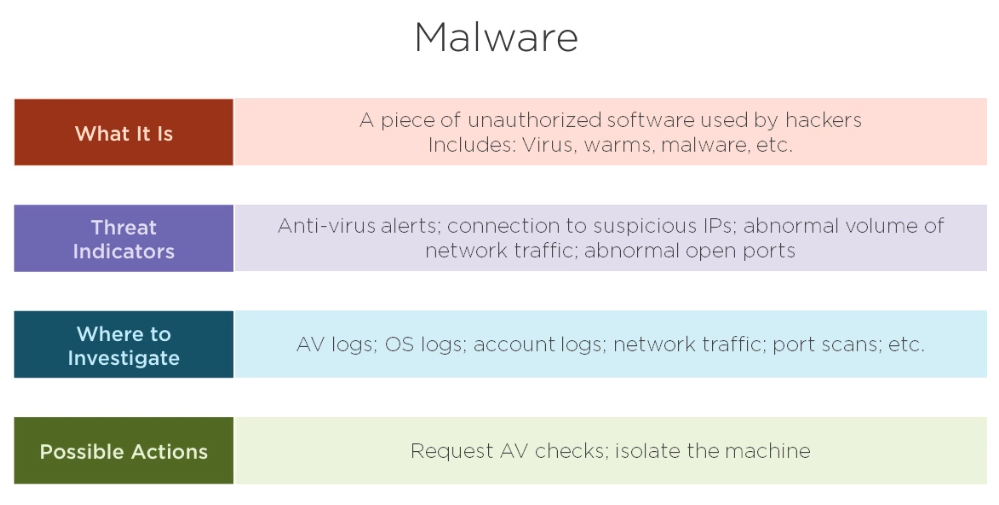 Malware
What It Is
A piece of unauthorized software used by hackers
Includes: Virus, warms, malware, etc.
Threat
Indicators
Anti-virus alerts; connection to suspicious IPs; abnormal volume of
network traffic; abnormal open ports
Where to
Investigate
AV logs; OS logs; account logs; network traffic; port scans; etc.
Possible Actions
Request AV checks; isolate the machine